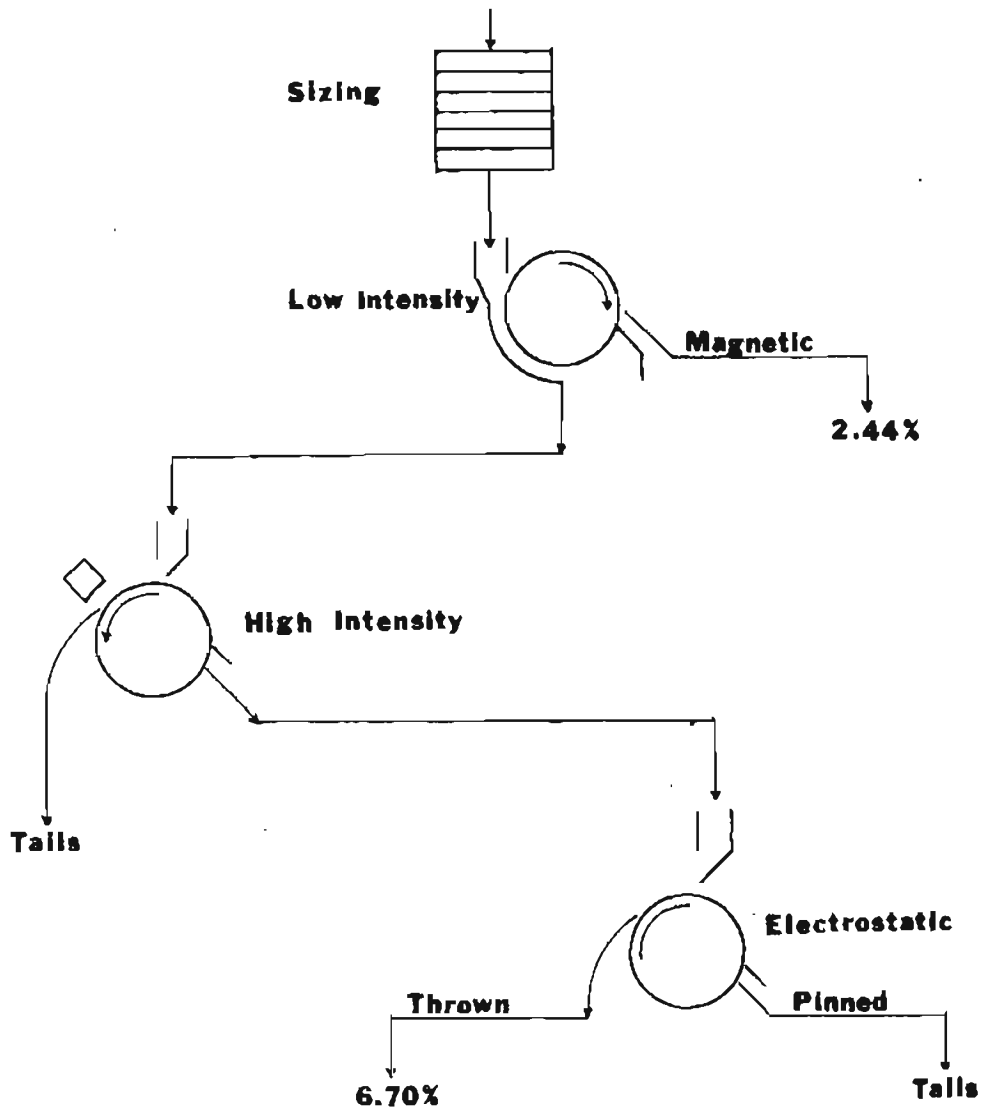 Sizing
Low Intensity
Magnetic
2.44%
High Intensity
Tails
Electrostatic
Thrown
Pinned
6.70%
Tails